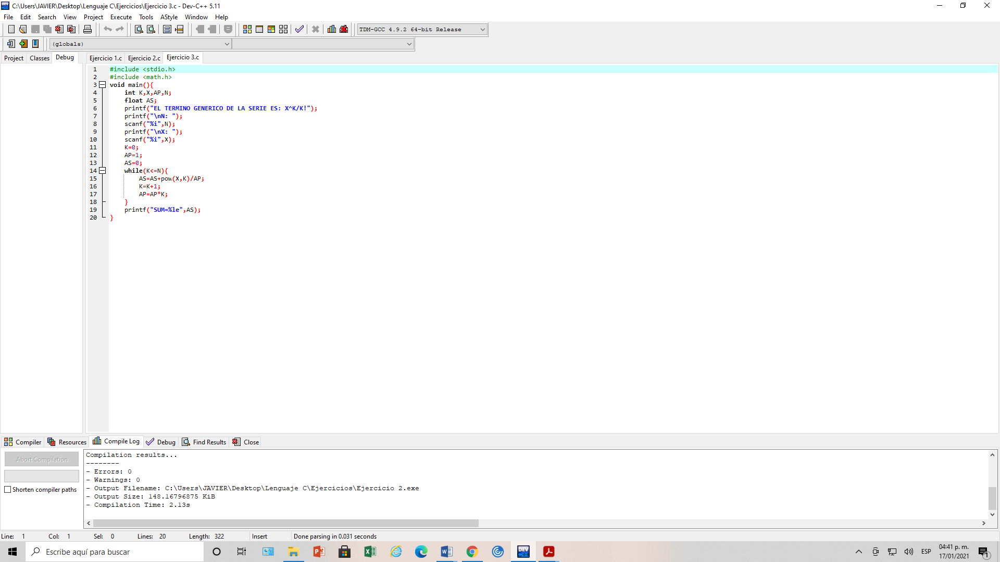 C:\Users\JAVIER\Desktop\Lenguaje C\Ejercicios\Ejercicio 3.c - Dev-C++ 5.11
File Edit Search View Project Execute Tools AStyle Window Help
TDM-GCC 4.9.2 64-bit Release
(globals)
Project Classes Debug
Ejercicio 1.c Ejercicio 2.c Ejercicio 3.c
1 #include <stdio.h>
2 #include <math.h>
3 void main(){
4 int K,X,AP,N;
5 float AS;
6 printf("EL TERMINO GENERICO DE LA SERIE ES: X^K/K!");
7 printf("\nN: ");
8 scanf("%i",N);
9 printf("\nX: ");
10 scanf("%i",X);
11 K=0;
12 AP=1;
13 AS=0;
14 while(K<=N){
15 AS=AS+pow(X,K)/AP;
16 K=K+1;
17 AP=AP*K;
18 }
19 printf("SUM=%le",AS);
20 }
Compiler Resources Compile Log Debug Find Results Close
Abort Compilation
Shorten compiler paths
Compilation results...
--------
- Errors: 0
- Warnings: 0
- Output Filename: C:\Users\JAVIER\Desktop\Lenguaje C\Ejercicios\Ejercicio 2.exe
- Output Size: 148.16796875 KiB
- Compilation Time: 2.13s
Line: 1 Col: 1 Sel: 0 Lines: 20 Length: 322 Insert Done parsing in 0.031 seconds
Escribe aquí para buscar
ESP
04:41 p. m.
17/01/2021
1